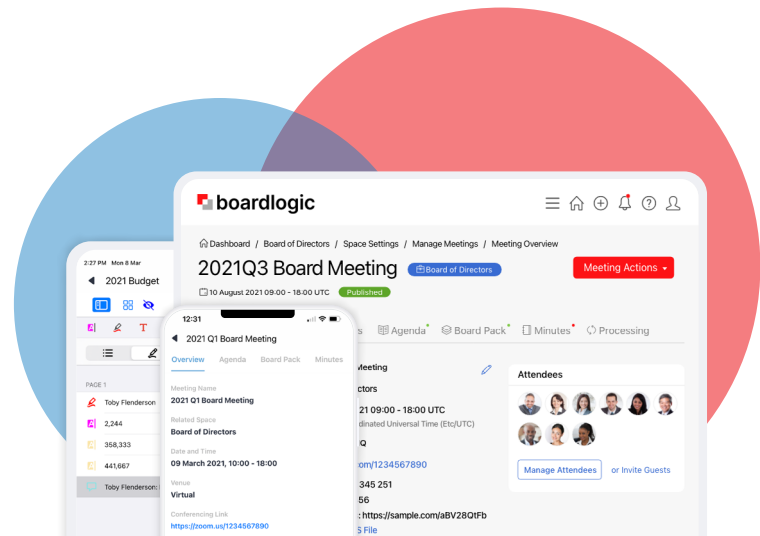 boardlogic
Dashboard / Board of Directors / Space Settings / Manage Meetings / Meeting Overview
2021Q3 Board Meeting
Board of Directors
Meeting Actions
10 August 2021 09:00 - 18:00 UTC
Published
Agenda
Board Pack
Minutes
Processing
Meeting
21 09:00 - 18:00 UTC
(Etc/UTC)
om/1234567890
345 251
56
: https://sample.com/aBV28QtFb
File
Attendees
Manage Attendees
or Invite Guests
2:27 PM Mon 8 Mar
2021 Budget
T
PAGE 1
Toby Flenderson
2,244
358,333
441,667
Toby Flenderson:
12:31
2021 Q1 Board Meeting
Overview
Agenda
Board Pack
Minutes
Meeting Name
2021 Q1 Board Meeting
Related Space
Board of Directors
Date and Time
09 March 2021, 10:00 - 18:00
Venue
Virtual
Conferencing Link
https://zoom.us/1234567890